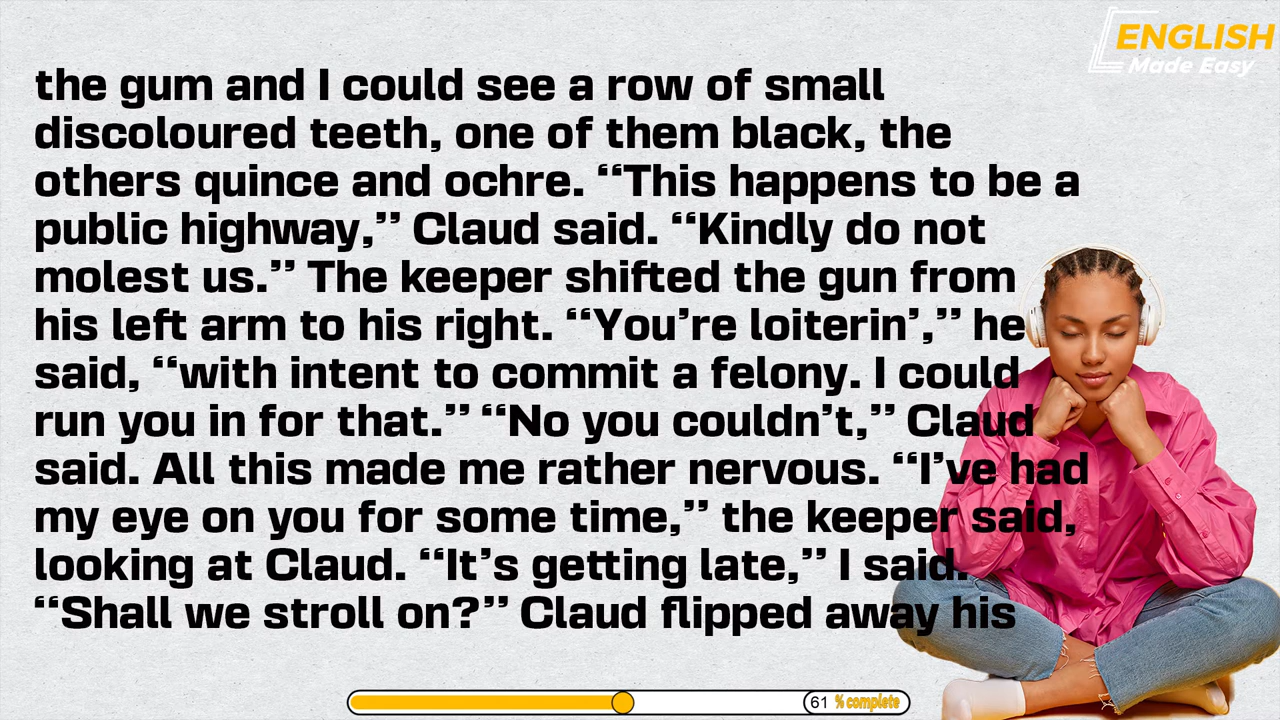 ENGLISH
Made Easy
the gum and I could see a row of small
discoloured teeth, one of them black, the
others quince and ochre. “This happens to be a
public highway,” Claud said. “Kindly do not
molest us.” The keeper shifted the gun from
his left arm to his right. “You’re loiterin’,” he
said, “with intent to commit a felony. I could
run you in for that.” “No you couldn’t,” Claud
said. All this made me rather nervous. “I’ve had
my eye on you for some time,” the keeper said,
looking at Claud. “It’s getting late,” I said.
“Shall we stroll on?” Claud flipped away his
61 % complete